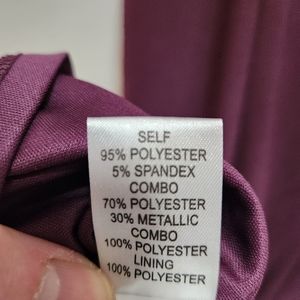 SELF
95% POLYESTER
5% SPANDEX
COMBO
70% POLYESTER
30% METALLIC
COMBO
100% POLYESTER
LINING
100% POLYESTER